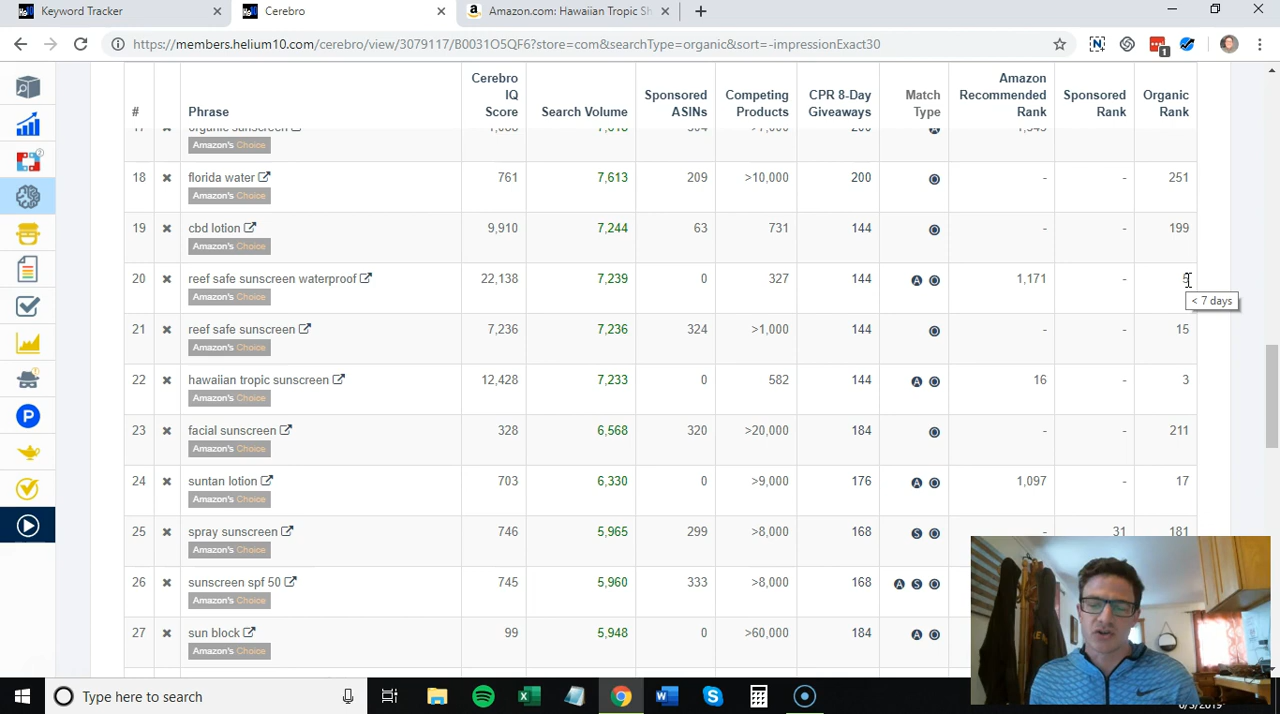 Keyword Tracker
Cerebro
Amazon.com: Hawaiian Tropic Sh
https://members.helium10.com/cerebro/view/3079117/B0031O5QF6?store=com&searchType=organic&sort=-impressionExact30
# Phrase Cerebro IQ Score Search Volume Sponsored ASINs Competing Products CPR 8-Day Giveaways Match Type Amazon Recommended Rank Sponsored Rank Organic Rank
17 organic sunscreen A
Amazon's Choice
18 florida water 761 7,613 209 >10,000 200 O - - 251
Amazon's Choice
19 cbd lotion 9,910 7,244 63 731 144 O - - 199
Amazon's Choice
20 reef safe sunscreen waterproof 22,138 7,239 0 327 144 A O 1,171 -
Amazon's Choice
< 7 days
21 reef safe sunscreen 7,236 7,236 324 >1,000 144 O - - 15
Amazon's Choice
22 hawaiian tropic sunscreen 12,428 7,233 0 582 144 A O 16 - 3
Amazon's Choice
23 facial sunscreen 328 6,568 320 >20,000 184 O - - 211
Amazon's Choice
24 suntan lotion 703 6,330 0 >9,000 176 A O 1,097 - 17
Amazon's Choice
25 spray sunscreen 746 5,965 299 >8,000 168 S O - 31 181
Amazon's Choice
26 sunscreen spf 50 745 5,960 333 >8,000 168 A S O
Amazon's Choice
27 sun block 99 5,948 0 >60,000 184 A O
Amazon's Choice
Type here to search